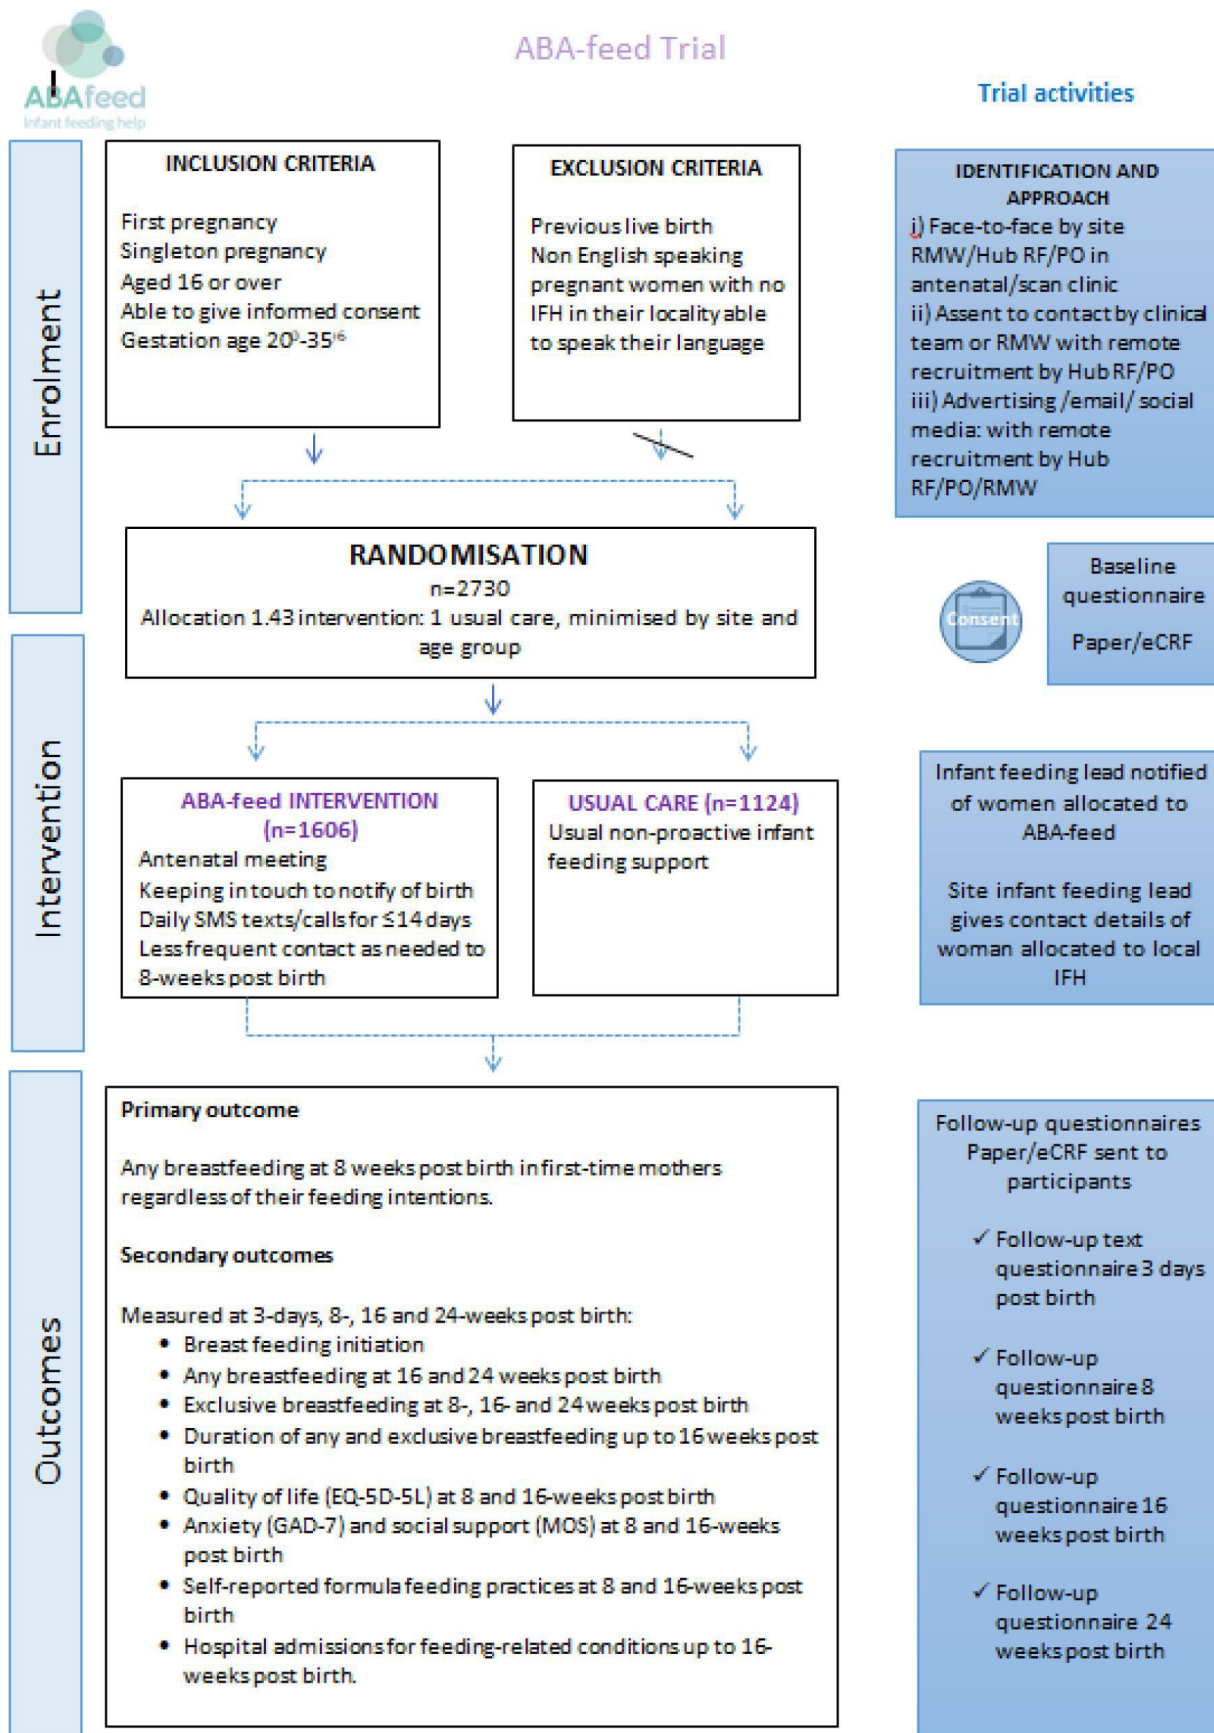 ABA-feed Trial
ABAfeed
Infant feeding help
Trial activities
Enrolment
INCLUSION CRITERIA
First pregnancy
Singleton pregnancy
Aged 16 or over
Able to give informed consent
Gestation age 20⁰-35⁺⁶
EXCLUSION CRITERIA
Previous live birth
Non English speaking
pregnant women with no
IFH in their locality able
to speak their language
IDENTIFICATION AND
APPROACH
i) Face-to-face by site
RMW/Hub RF/PO in
antenatal/scan clinic
ii) Assent to contact by clinical
team or RMW with remote
recruitment by Hub RF/PO
iii) Advertising /email/ social
media: with remote
recruitment by Hub
RF/PO/RMW
RANDOMISATION
n=2730
Allocation 1.43 intervention: 1 usual care, minimised by site and
age group
Consent
Baseline
questionnaire
Paper/eCRF
Intervention
ABA-feed INTERVENTION
(n=1606)
Antenatal meeting
Keeping in touch to notify of birth
Daily SMS texts/calls for ≤14 days
Less frequent contact as needed to
8-weeks post birth
USUAL CARE (n=1124)
Usual non-proactive infant
feeding support
Infant feeding lead notified
of women allocated to
ABA-feed
Site infant feeding lead
gives contact details of
woman allocated to local
IFH
Outcomes
Primary outcome
Any breastfeeding at 8 weeks post birth in first-time mothers
regardless of their feeding intentions.
Secondary outcomes
Measured at 3-days, 8-, 16 and 24-weeks post birth:
• Breast feeding initiation
• Any breastfeeding at 16 and 24 weeks post birth
• Exclusive breastfeeding at 8-, 16- and 24 weeks post birth
• Duration of any and exclusive breastfeeding up to 16 weeks post
birth
• Quality of life (EQ-5D-5L) at 8 and 16-weeks post birth
• Anxiety (GAD-7) and social support (MOS) at 8 and 16-weeks
post birth
• Self-reported formula feeding practices at 8 and 16-weeks post
birth
• Hospital admissions for feeding-related conditions up to 16-
weeks post birth.
Follow-up questionnaires
Paper/eCRF sent to
participants
✓ Follow-up text
questionnaire 3 days
post birth
✓ Follow-up
questionnaire 8
weeks post birth
✓ Follow-up
questionnaire 16
weeks post birth
✓ Follow-up
questionnaire 24
weeks post birth